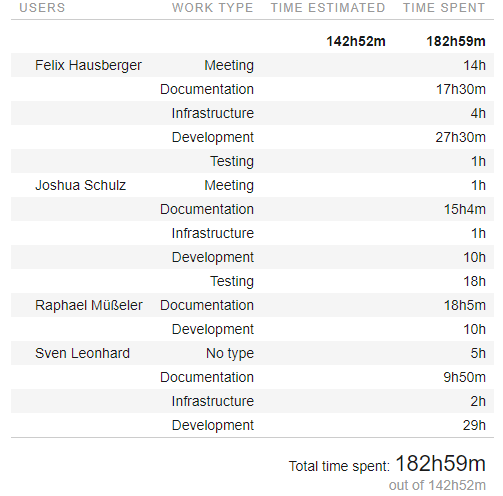 USERS WORK TYPE TIME ESTIMATED TIME SPENT
142h52m 182h59m
Felix Hausberger Meeting 14h
Documentation 17h30m
Infrastructure 4h
Development 27h30m
Testing 1h
Joshua Schulz Meeting 1h
Documentation 15h4m
Infrastructure 1h
Development 10h
Testing 18h
Raphael Müßeler Documentation 18h5m
Development 10h
Sven Leonhard No type 5h
Documentation 9h50m
Infrastructure 2h
Development 29h
Total time spent: 182h59m
out of 142h52m